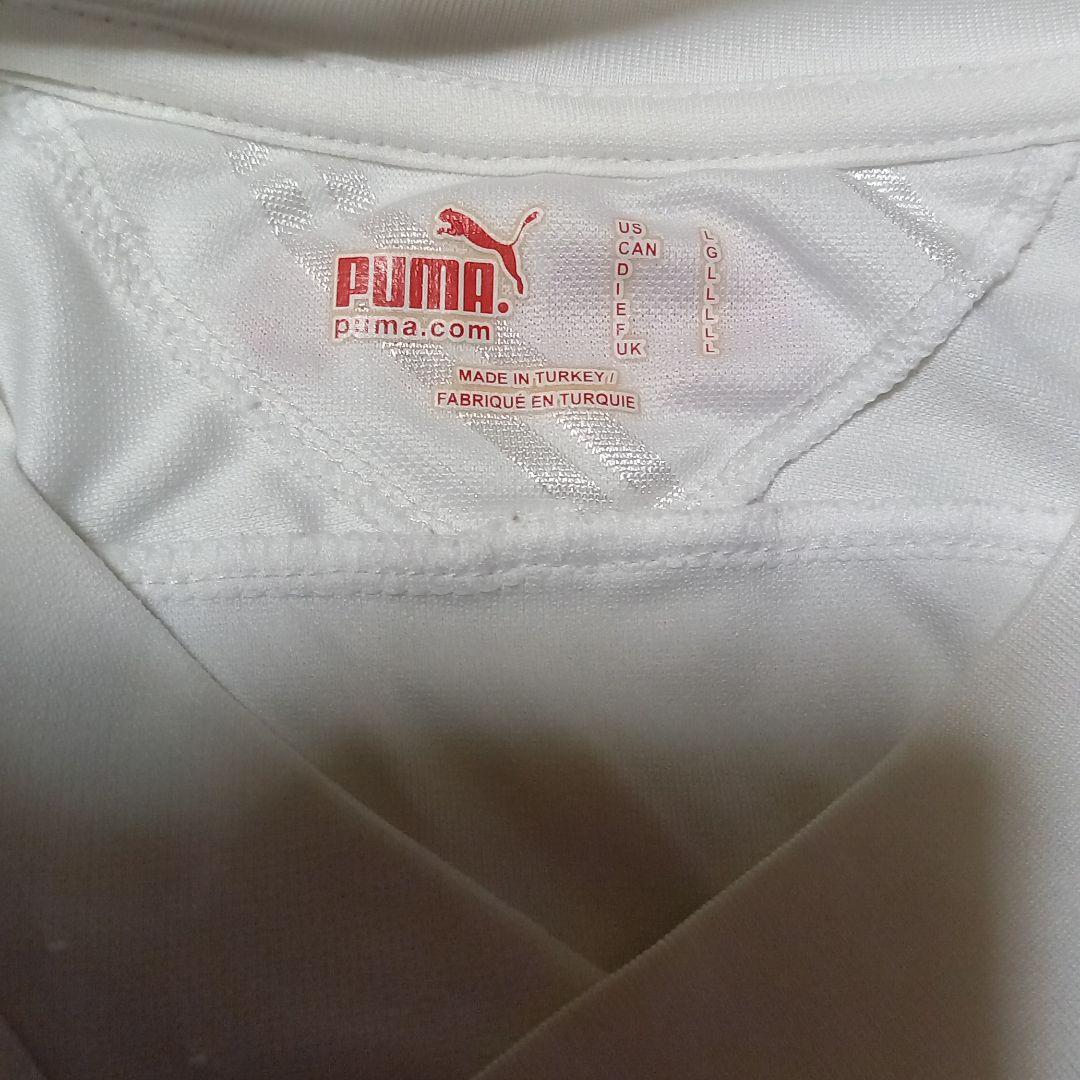 PUMA.
puma.com
US L
CAN G
D L
I L
E L
F L
UK L
MADE IN TURKEY /
FABRIQUÉ EN TURQUIE